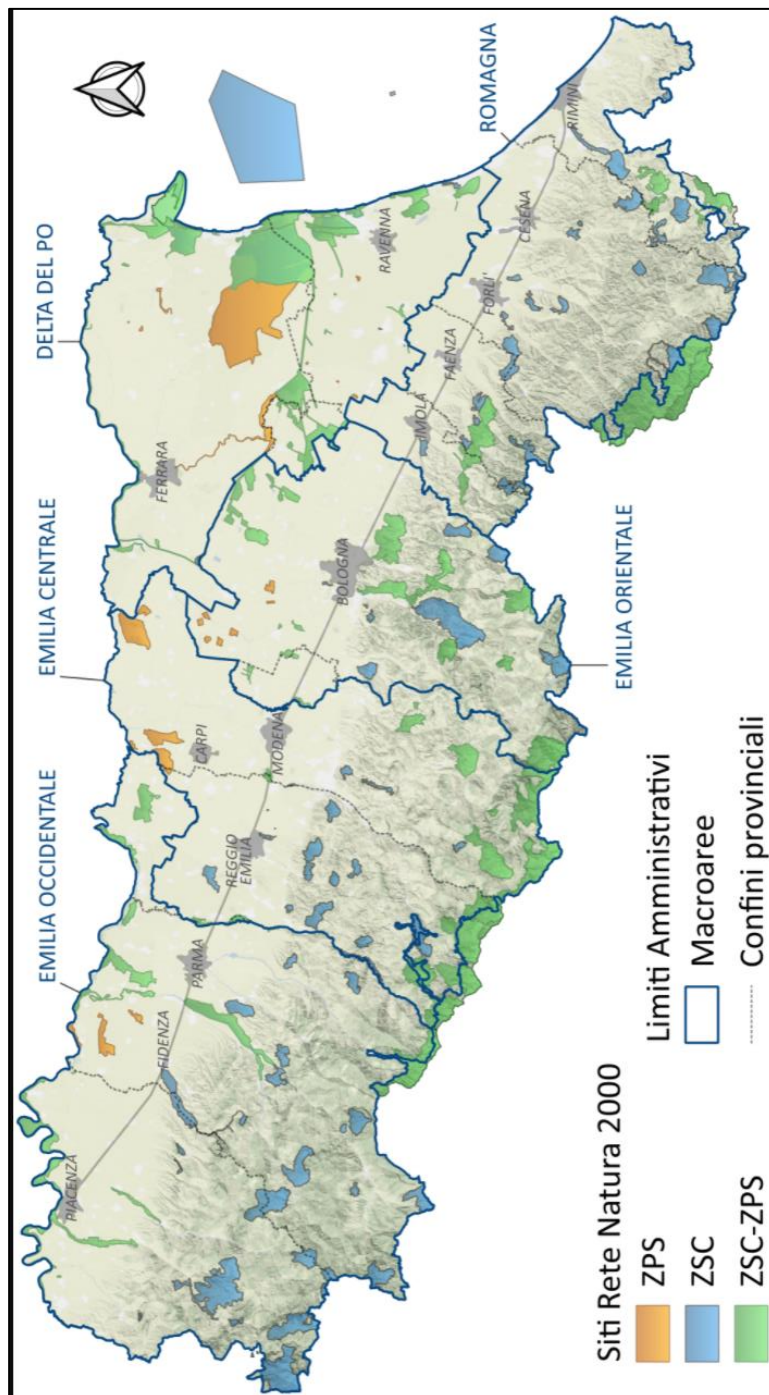 EMILIA OCCIDENTALE
EMILIA CENTRALE
DELTA DEL PO
PIACENZA
FIDENZA
PARMA
REGGIO
EMILIA
CARPI
MODENA
FERRARA
BOLOGNA
IMOLA
FAENZA
RAVENNA
FORLI'
CESENA
RIMINI
ROMAGNA
EMILIA ORIENTALE
Siti Rete Natura 2000
ZPS
ZSC
ZSC-ZPS
Limiti Amministrativi
Macroaree
Confini provinciali